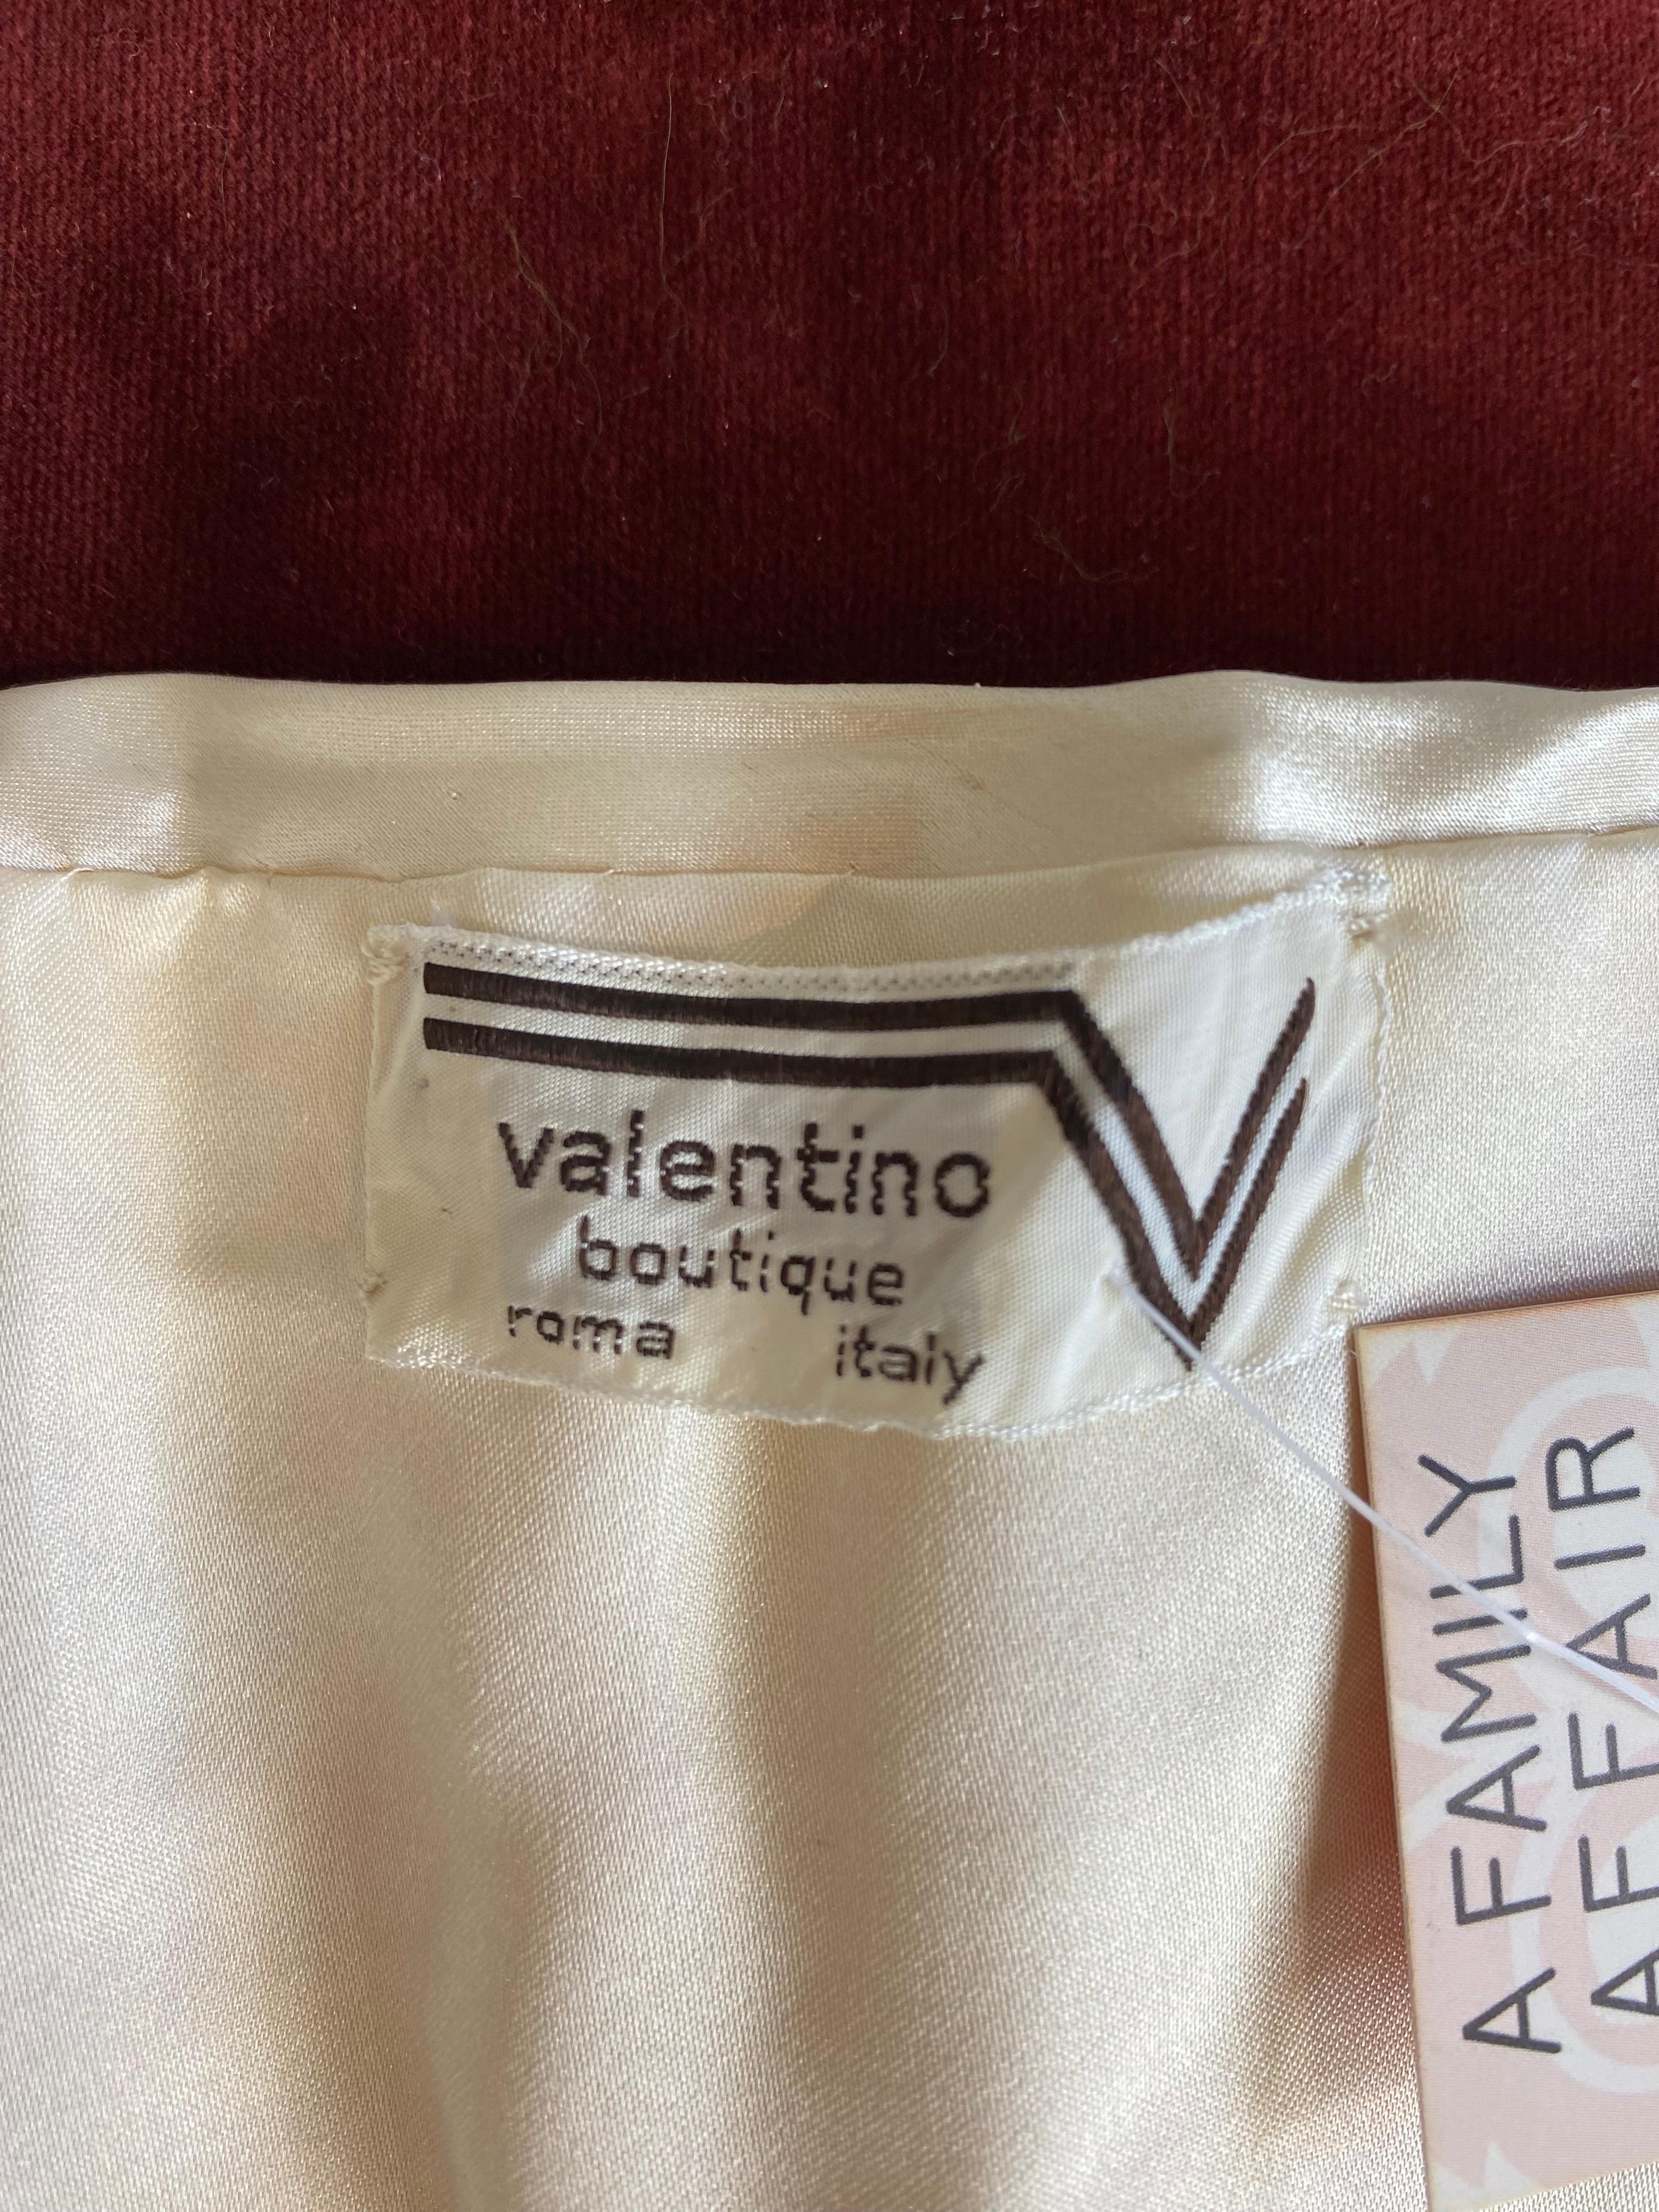 valentino
boutique
roma italy
A FAMILY
AFFAIR